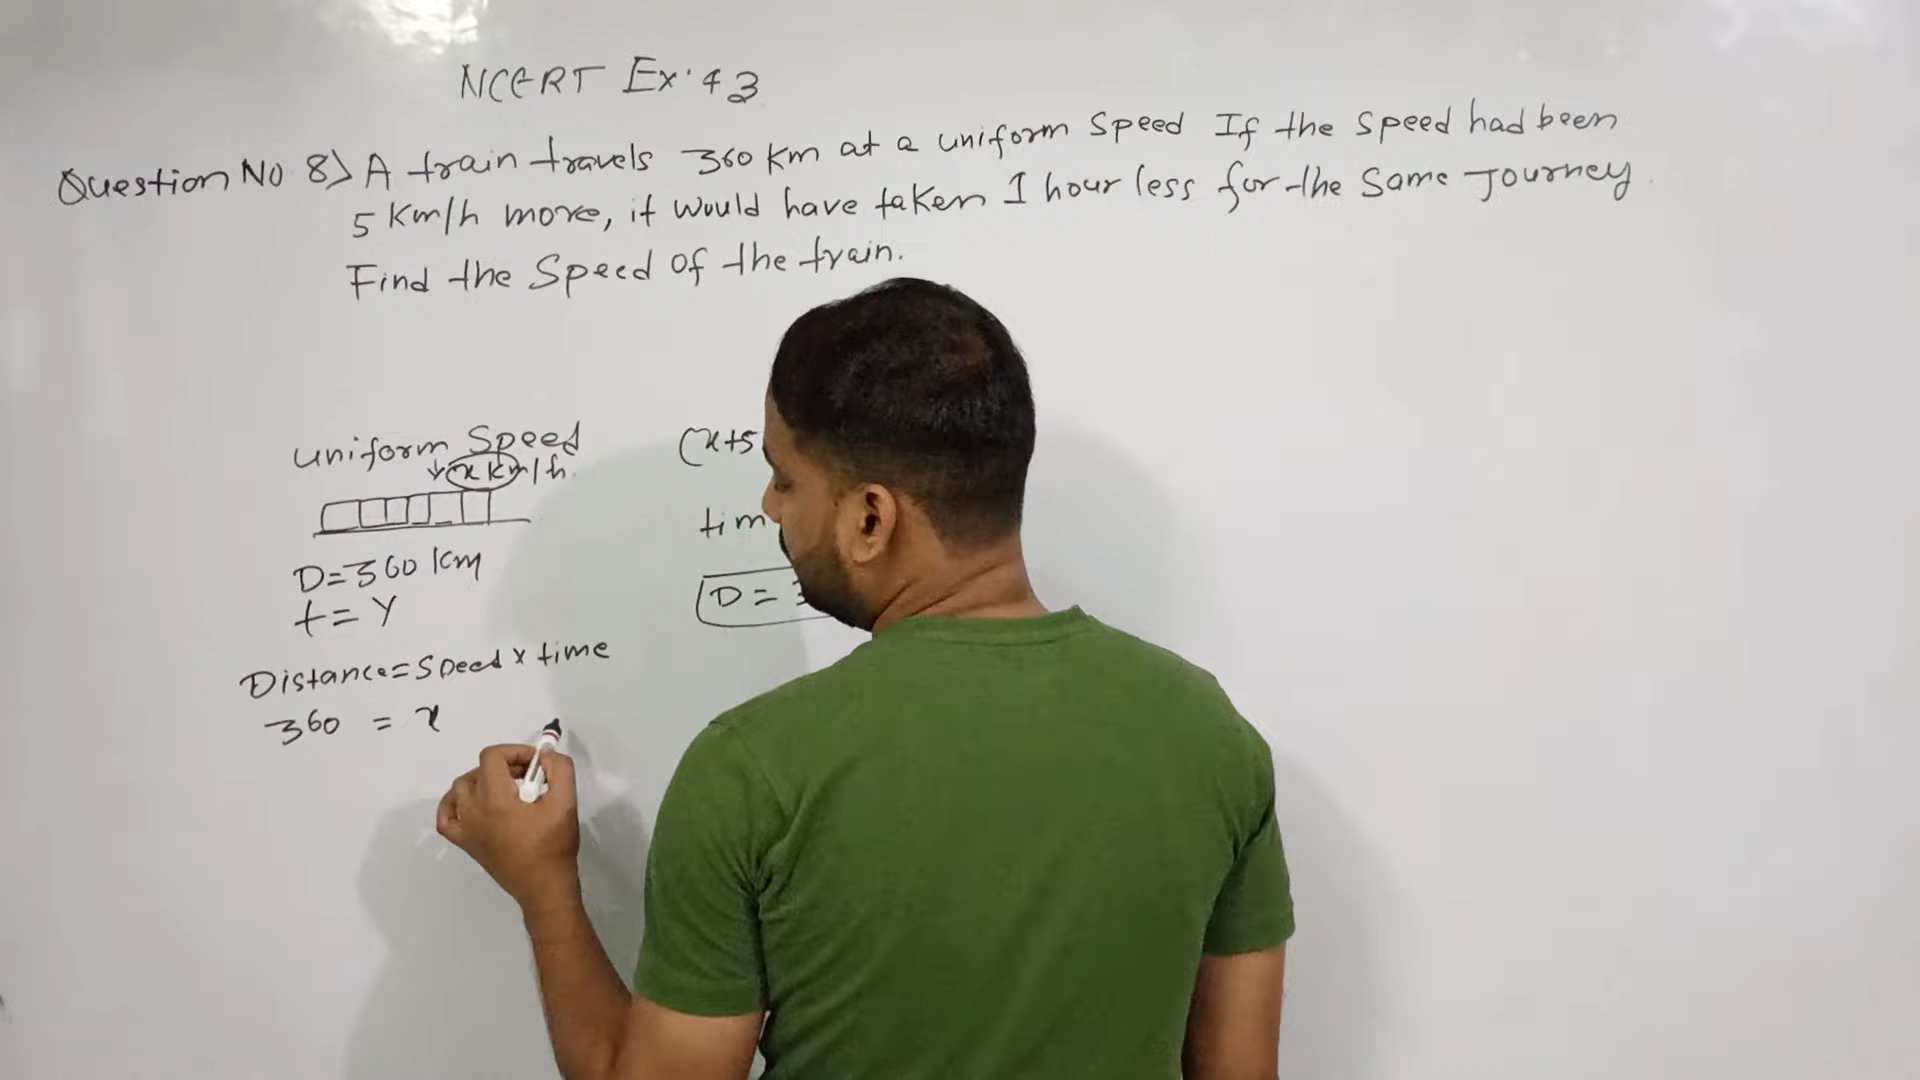 NCERT Ex. 4 3
Question No 8) A train travels 360 Km at a uniform speed If the speed had been
5 Km/h more, it would have taken 1 hour less for the same Journey
Find the Speed of the train.
uniform Speed
x km/h.
D=360 km
t= Y
Distance=Speed x time
360 = x
(x+5
tim
D =